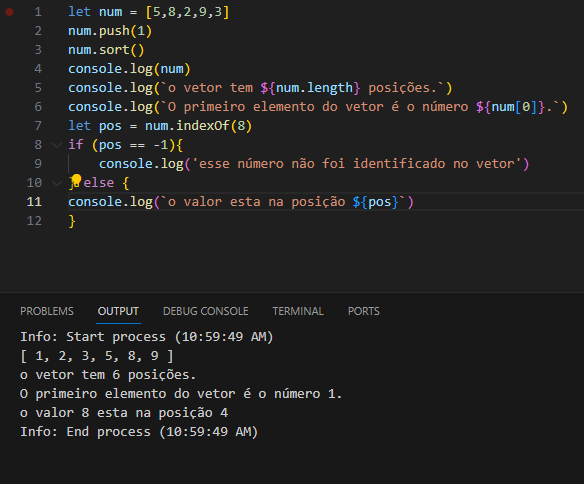 1 let num = [5,8,2,9,3]
2 num.push(1)
3 num.sort()
4 console.log(num)
5 console.log(`o vetor tem ${num.length} posições.`)
6 console.log(`O primeiro elemento do vetor é o número ${num[0]}.`)
7 let pos = num.indexOf(8)
8 if (pos == -1){
9     console.log('esse número não foi identificado no vetor')
10 } else {
11 console.log(`o valor esta na posição ${pos}`)
12 }
PROBLEMS OUTPUT DEBUG CONSOLE TERMINAL PORTS
Info: Start process (10:59:49 AM)
[ 1, 2, 3, 5, 8, 9 ]
o vetor tem 6 posições.
O primeiro elemento do vetor é o número 1.
o valor 8 esta na posição 4
Info: End process (10:59:49 AM)